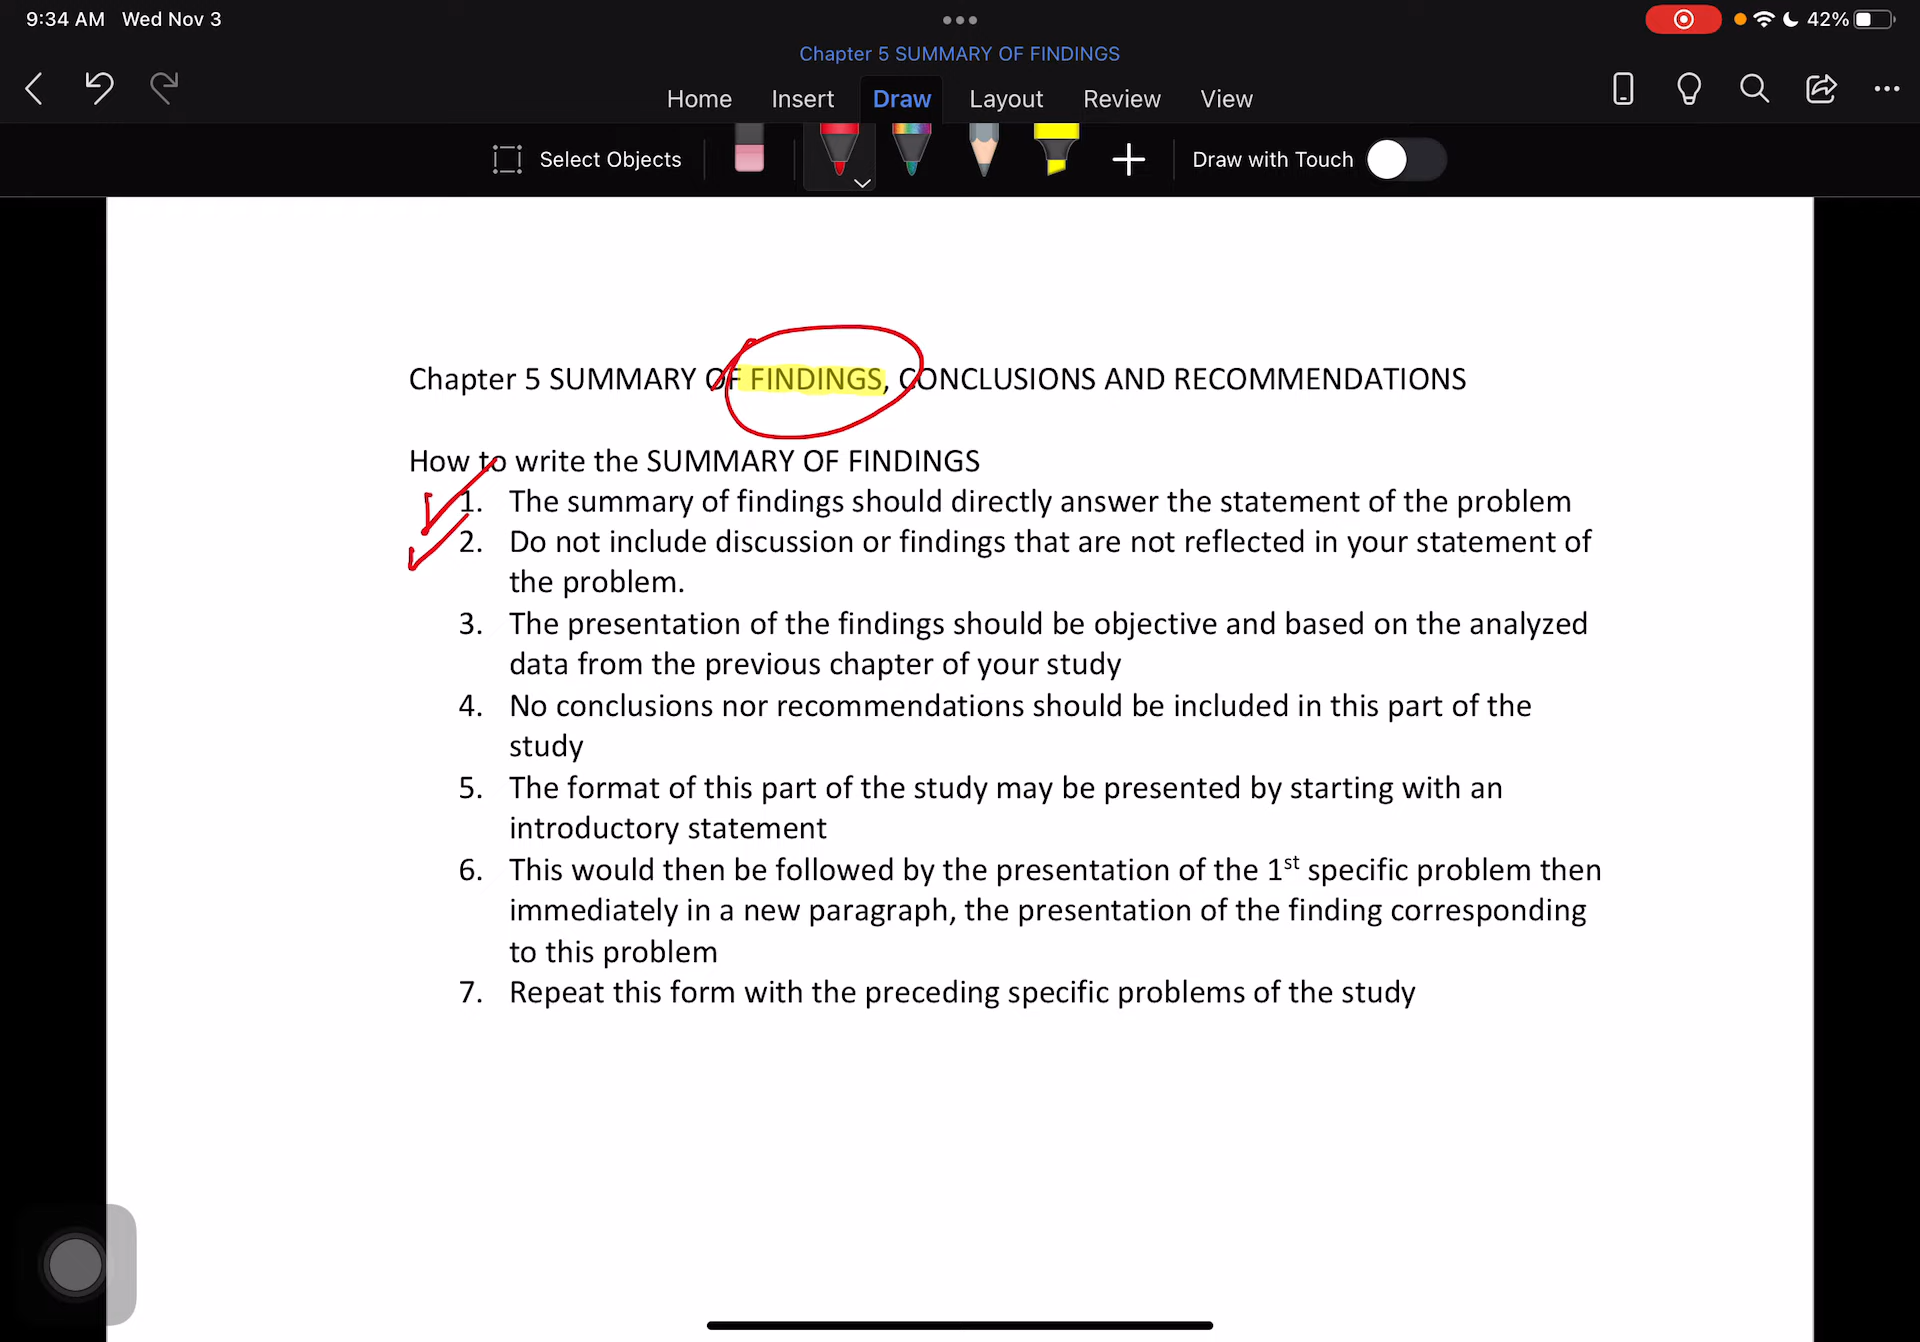 9:34 AM Wed Nov 3
42%
Chapter 5 SUMMARY OF FINDINGS
Home Insert Draw Layout Review View
Select Objects
Draw with Touch
Chapter 5 SUMMARY OF FINDINGS, CONCLUSIONS AND RECOMMENDATIONS
How to write the SUMMARY OF FINDINGS
1. The summary of findings should directly answer the statement of the problem
2. Do not include discussion or findings that are not reflected in your statement of
the problem.
3. The presentation of the findings should be objective and based on the analyzed
data from the previous chapter of your study
4. No conclusions nor recommendations should be included in this part of the
study
5. The format of this part of the study may be presented by starting with an
introductory statement
6. This would then be followed by the presentation of the 1st specific problem then
immediately in a new paragraph, the presentation of the finding corresponding
to this problem
7. Repeat this form with the preceding specific problems of the study